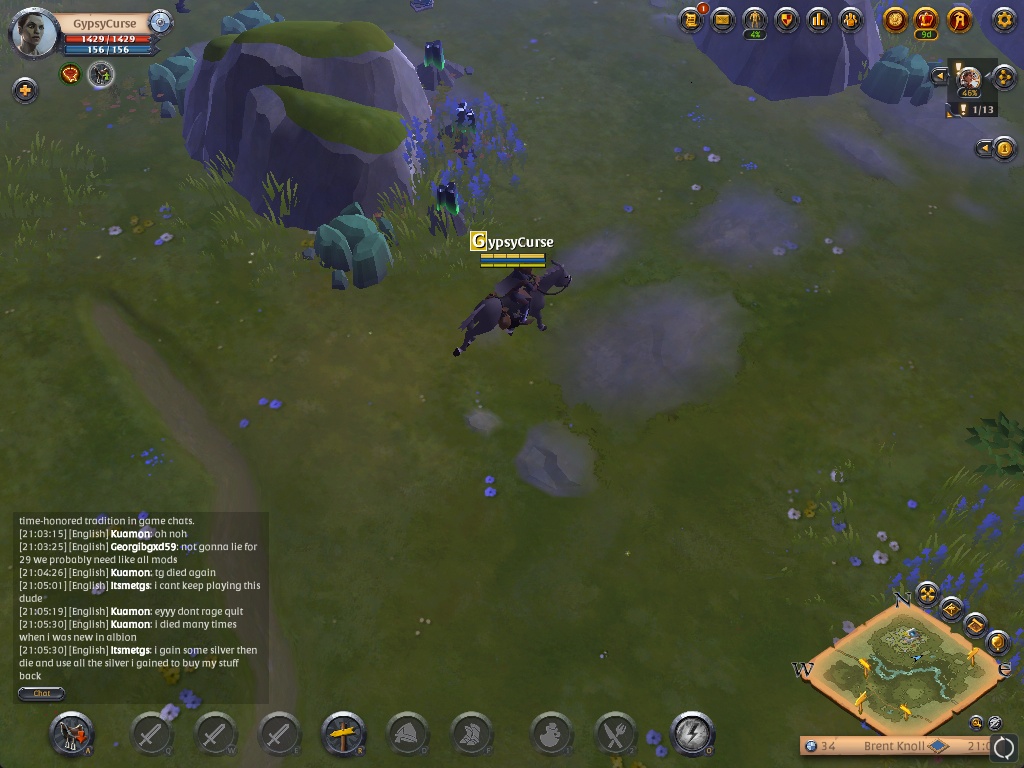 GypsyCurse
1429 / 1429
156 / 156
1
4%
9d
46%
1/13
GypsyCurse
time-honored tradition in game chats.
[21:03:15] [English] Kuamon: oh noh
[21:03:25] [English] Georgibgxd59: not gonna lie for
29 we probably need like all mods
[21:04:26] [English] Kuamon: tg died again
[21:05:01] [English] Itsmetgs: i cant keep playing this
dude
[21:05:19] [English] Kuamon: eyyy dont rage quit
[21:05:30] [English] Kuamon: I died many times
when i was new in albion
[21:05:30] [English] Itsmetgs: i gain some silver then
die and use all the silver i gained to buy my stuff
back
Chat
A
Q
W
E
R
D
F
N
W
E
34
Brent Knoll